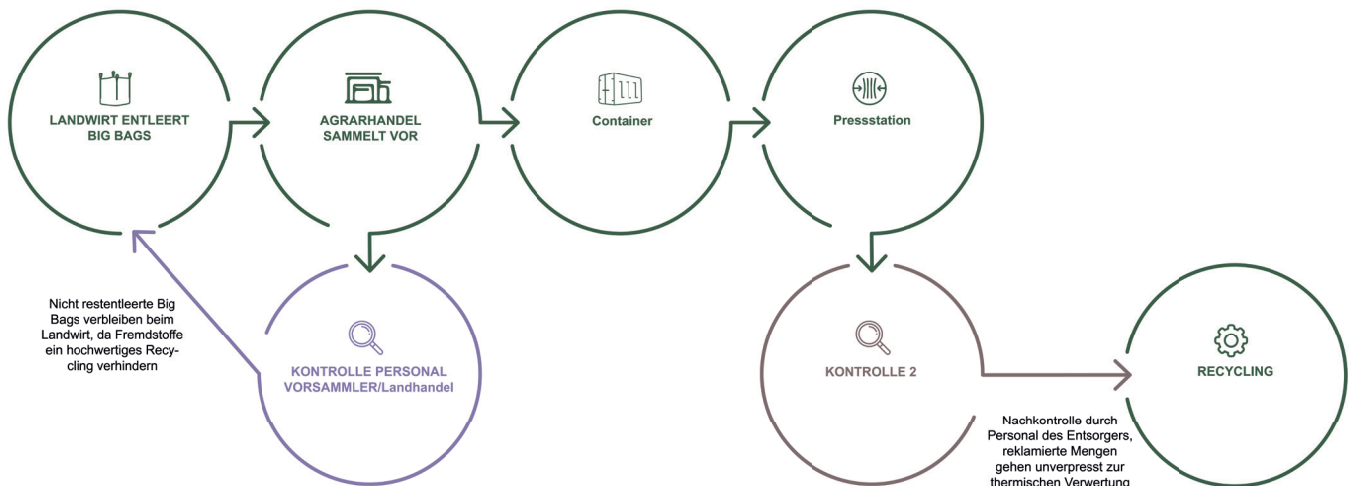 LANDWIRT ENTLEERT
BIG BAGS
AGRARHANDEL
SAMMELT VOR
Container
Pressstation
Nicht restentleerte Big
Bags verbleiben beim
Landwirt, da Fremdstoffe
ein hochwertiges Recy-
cling verhindern
KONTROLLE PERSONAL
VORSAMMLER/Landhandel
KONTROLLE 2
RECYCLING
Nachkontrolle durch
Personal des Entsorgers,
reklamierte Mengen
gehen unverpresst zur
thermischen Verwertung